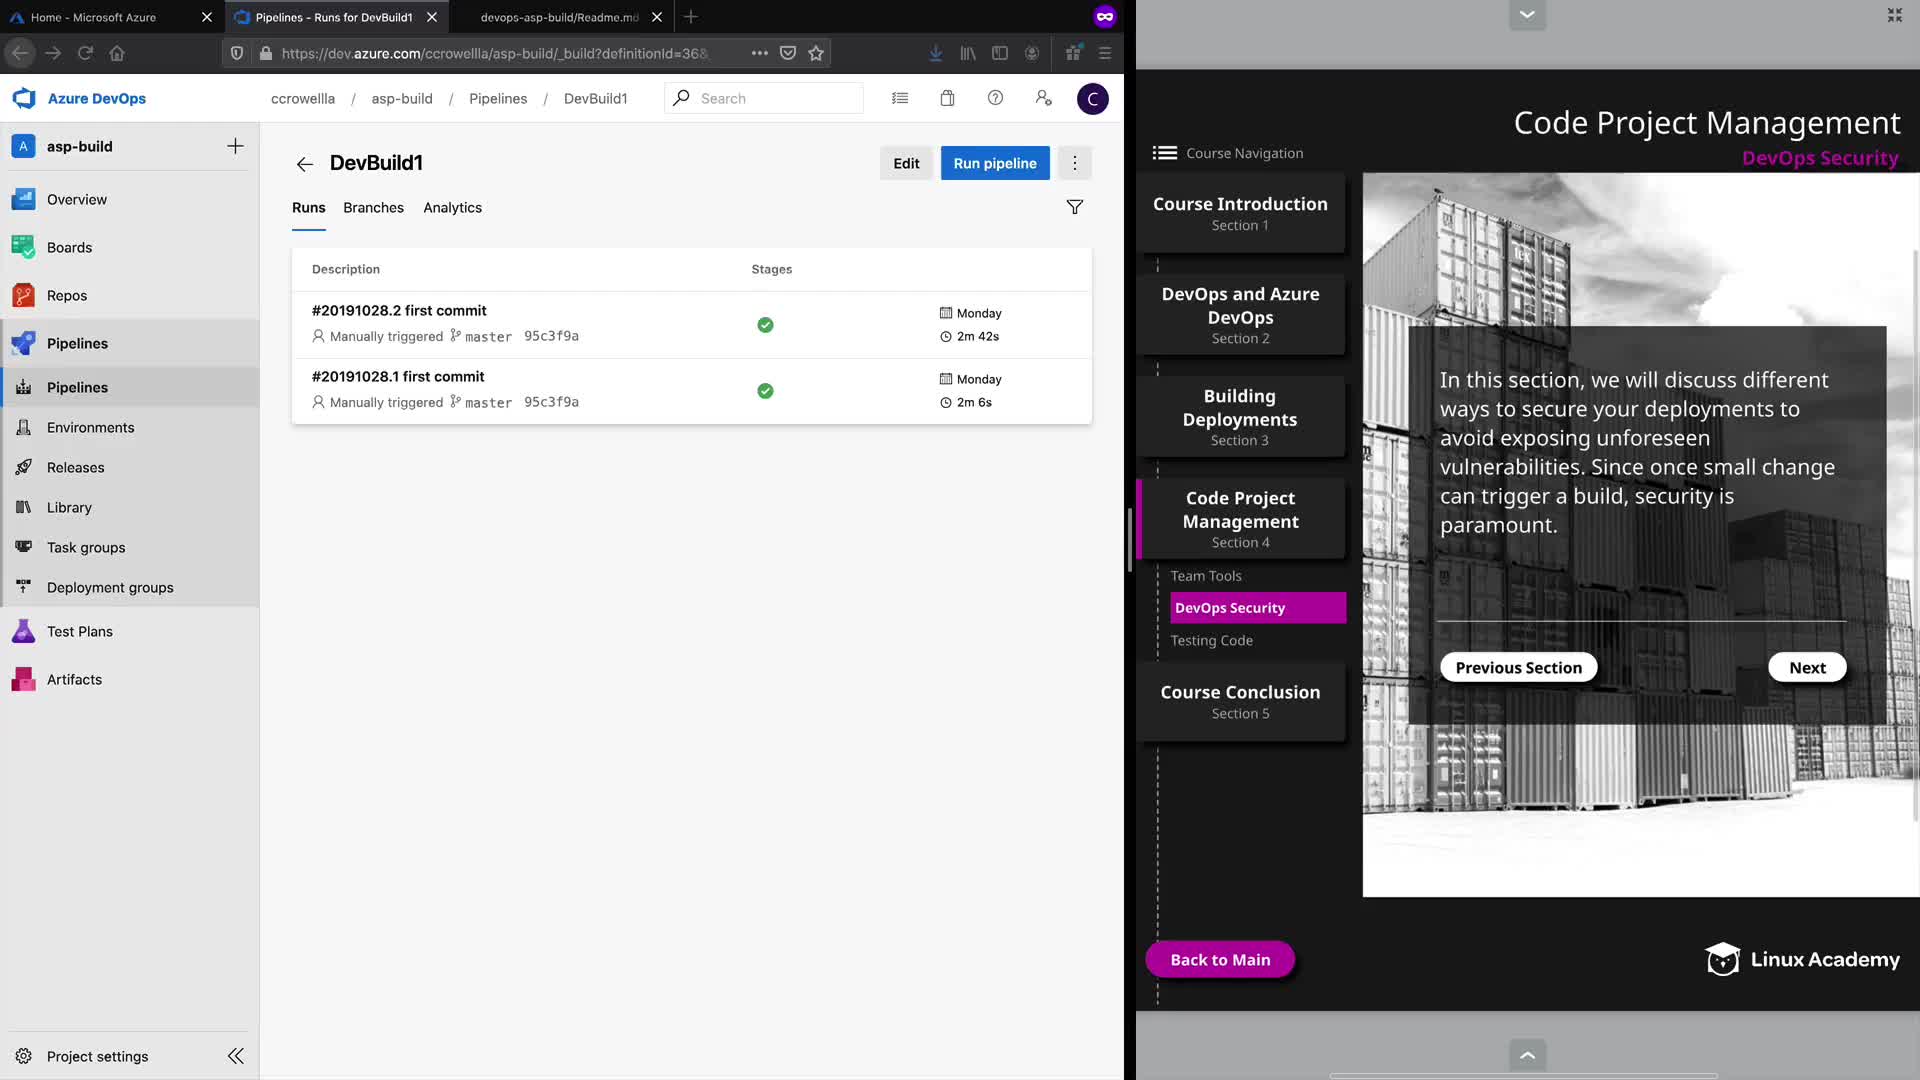 Home - Microsoft Azure
Pipelines - Runs for DevBuild1
devops-asp-build/Readme.md
https://dev.azure.com/ccrowellla/asp-build/_build?definitionId=36&
Azure DevOps
ccrowellla / asp-build / Pipelines / DevBuild1
Search
C
A
asp-build
Overview
Boards
Repos
Pipelines
Pipelines
Environments
Releases
Library
Task groups
Deployment groups
Test Plans
Artifacts
Project settings
DevBuild1
Edit
Run pipeline
Runs
Branches
Analytics
Description
Stages
#20191028.2 first commit
Manually triggered master 95c3f9a
Monday
2m 42s
#20191028.1 first commit
Manually triggered master 95c3f9a
Monday
2m 6s
Code Project Management
DevOps Security
Course Navigation
Course Introduction
Section 1
DevOps and Azure
DevOps
Section 2
Building
Deployments
Section 3
Code Project
Management
Section 4
Team Tools
DevOps Security
Testing Code
Course Conclusion
Section 5
Back to Main
In this section, we will discuss different
ways to secure your deployments to
avoid exposing unforeseen
vulnerabilities. Since once small change
can trigger a build, security is
paramount.
Previous Section
Next
Linux Academy